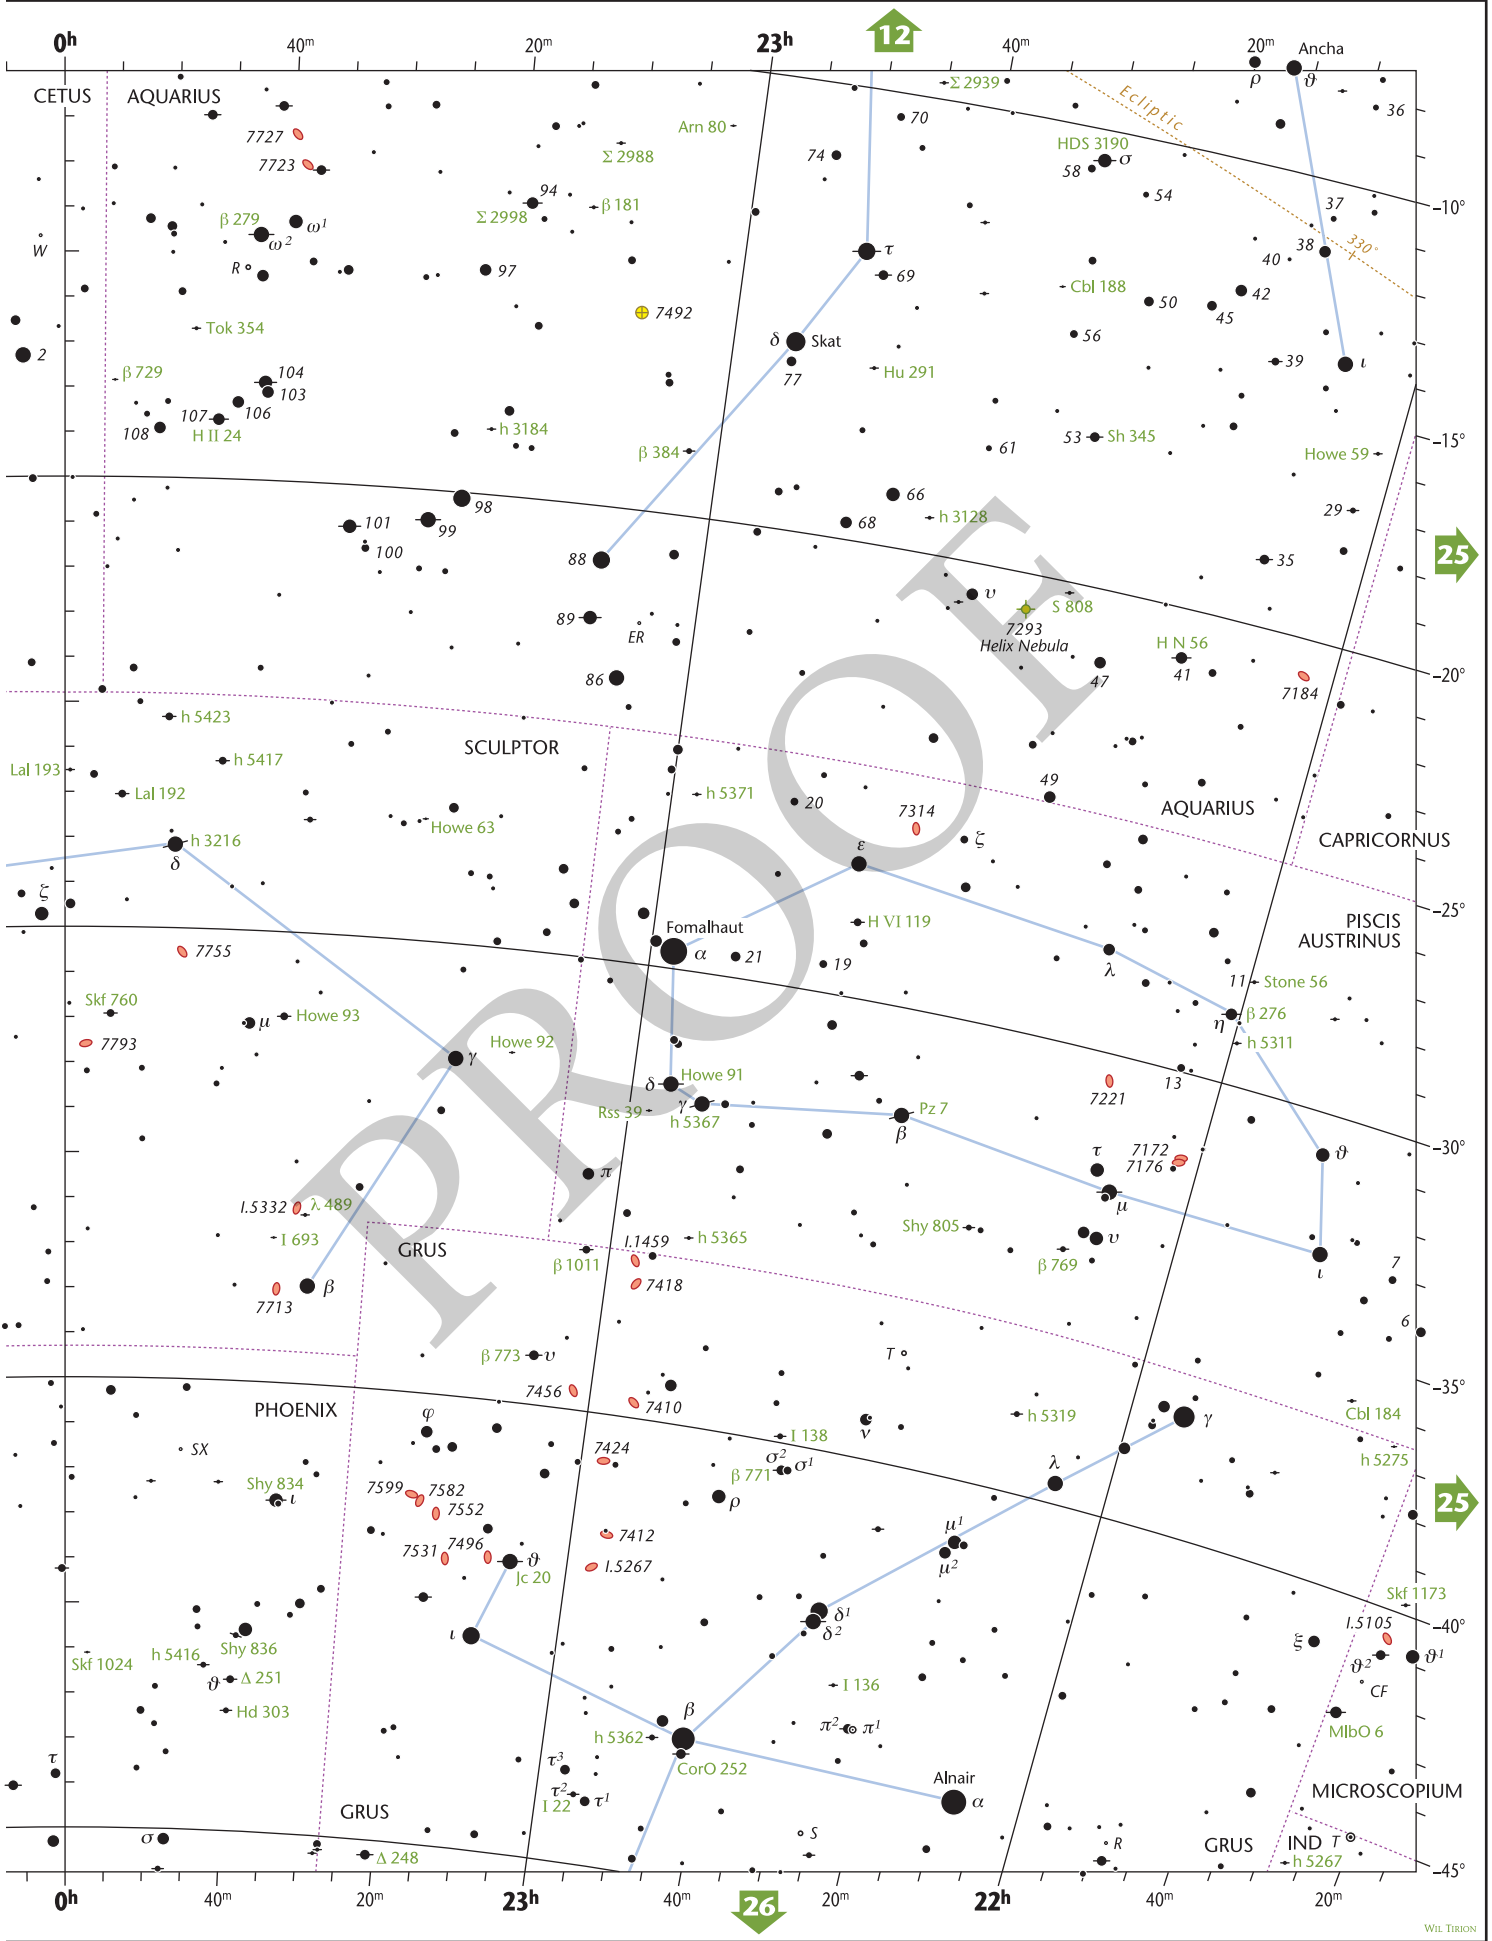 12
0h 40m 20m 23h 40m 20m Ancha
CETUS AQUARIUS Σ 2939 ρ ϑ 36
Ecliptic
7727 Arn 80 70
Σ 2988 74 HDS 3190 σ
7723 58
94 54
Σ 2998 β 181 37
β 279 ω1 −10°
ω2 W 38 330°
R 97 τ 40
69 Cbl 188 42
7492 50 45
Tok 354 δ Skat 56
2 77 39 ι
β 729 104 Hu 291
103
107 106
108 H II 24 h 3184 53 Sh 345 −15°
β 384 61 Howe 59
98 66
101 99 68 h 3128 29
100 88 35
25
υ
89 ER S 808
7293
Helix Nebula H N 56
86 47 41 7184 −20°
h 5423
SCULPTOR
Lal 193 h 5417
Lal 192 h 5371 49
20 7314 AQUARIUS
Howe 63
h 3216 ε ζ CAPRICORNUS
δ
ζ −25°
H VI 119 PISCIS
Fomalhaut AUSTRINUS
7755 α 21 19 λ
11 Stone 56
Skf 760
μ Howe 93 η β 276
7793 γ Howe 92 h 5311
δ Howe 91 13
Rss 39 γ Pz 7 7221
h 5367 β −30°
π τ 7172 ϑ
7176
I.5332 λ 489 μ
I 693 GRUS I.1459 h 5365 Shy 805 υ
β 1011 β 769 ι 7
7713 β 7418
6
β 773 υ T
7456 −35°
PHOENIX 7410 h 5319 γ Cbl 184
φ ν
SX I 138
7424 σ2 σ1 h 5275
Shy 834 7599 7582 β 771 λ
ι 7552 ρ
25
7412 μ1
7531 7496 ϑ μ2
Jc 20 I.5267
Skf 1173
δ1 I.5105 −40°
Shy 836 ι δ2 ξ
h 5416 ϑ2 ϑ1
Skf 1024 ϑ Δ 251 I 136 CF
Hd 303 β π2 π1
h 5362 MlbO 6
τ CorO 252
τ3 Alnair
τ2 τ1 α MICROSCOPIUM
I 22
GRUS S R GRUS IND T
σ Δ 248 h 5267 −45°
0h 40m 20m 23h 40m 20m 22h 40m 20m
26
WIL TIRION
PROOF